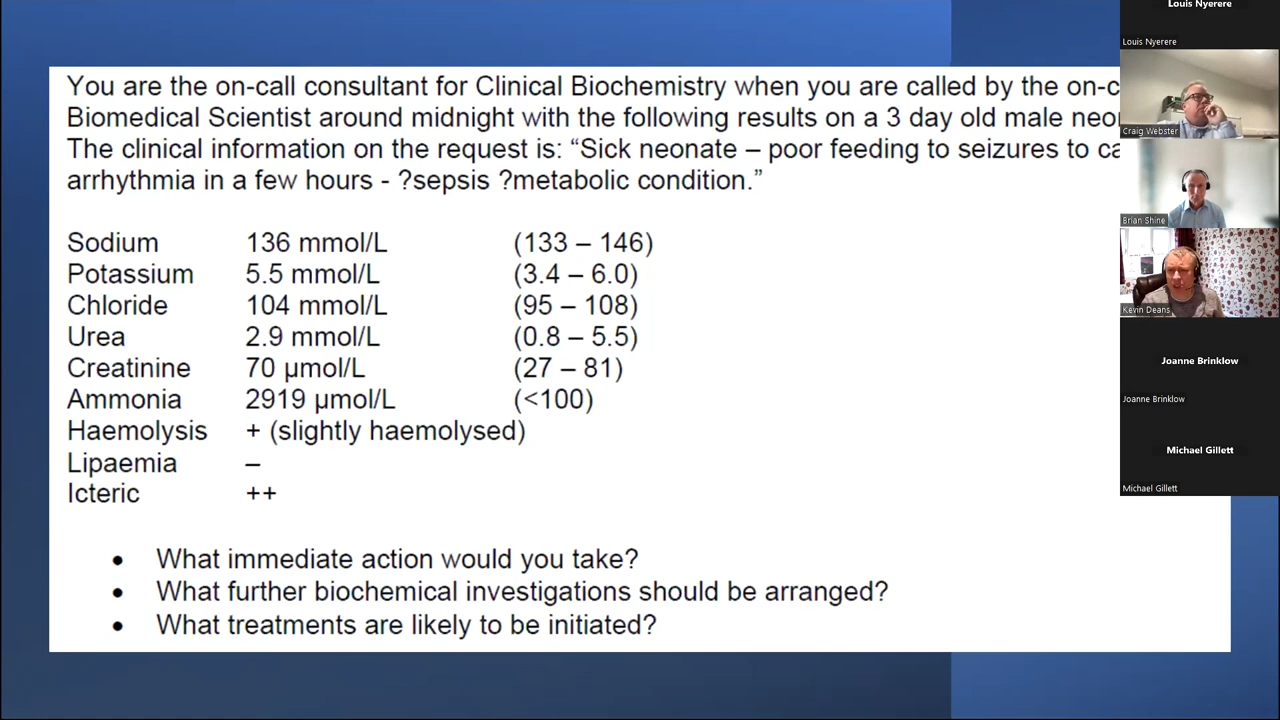 You are the on-call consultant for Clinical Biochemistry when you are called by the
Biomedical Scientist around midnight with the following results on a 3 day old male
The clinical information on the request is: “Sick neonate – poor feeding to seizures to
arrhythmia in a few hours - ?sepsis ?metabolic condition.”
Sodium 136 mmol/L (133 – 146)
Potassium 5.5 mmol/L (3.4 – 6.0)
Chloride 104 mmol/L (95 – 108)
Urea 2.9 mmol/L (0.8 – 5.5)
Creatinine 70 µmol/L (27 – 81)
Ammonia 2919 µmol/L (<100)
Haemolysis + (slightly haemolysed)
Lipaemia –
Icteric ++
• What immediate action would you take?
• What further biochemical investigations should be arranged?
• What treatments are likely to be initiated?
Louis Nyerere
Louis Nyerere
Craig Webster
Brian Shine
Kevin Deans
Joanne Brinklow
Joanne Brinklow
Michael Gillett
Michael Gillett